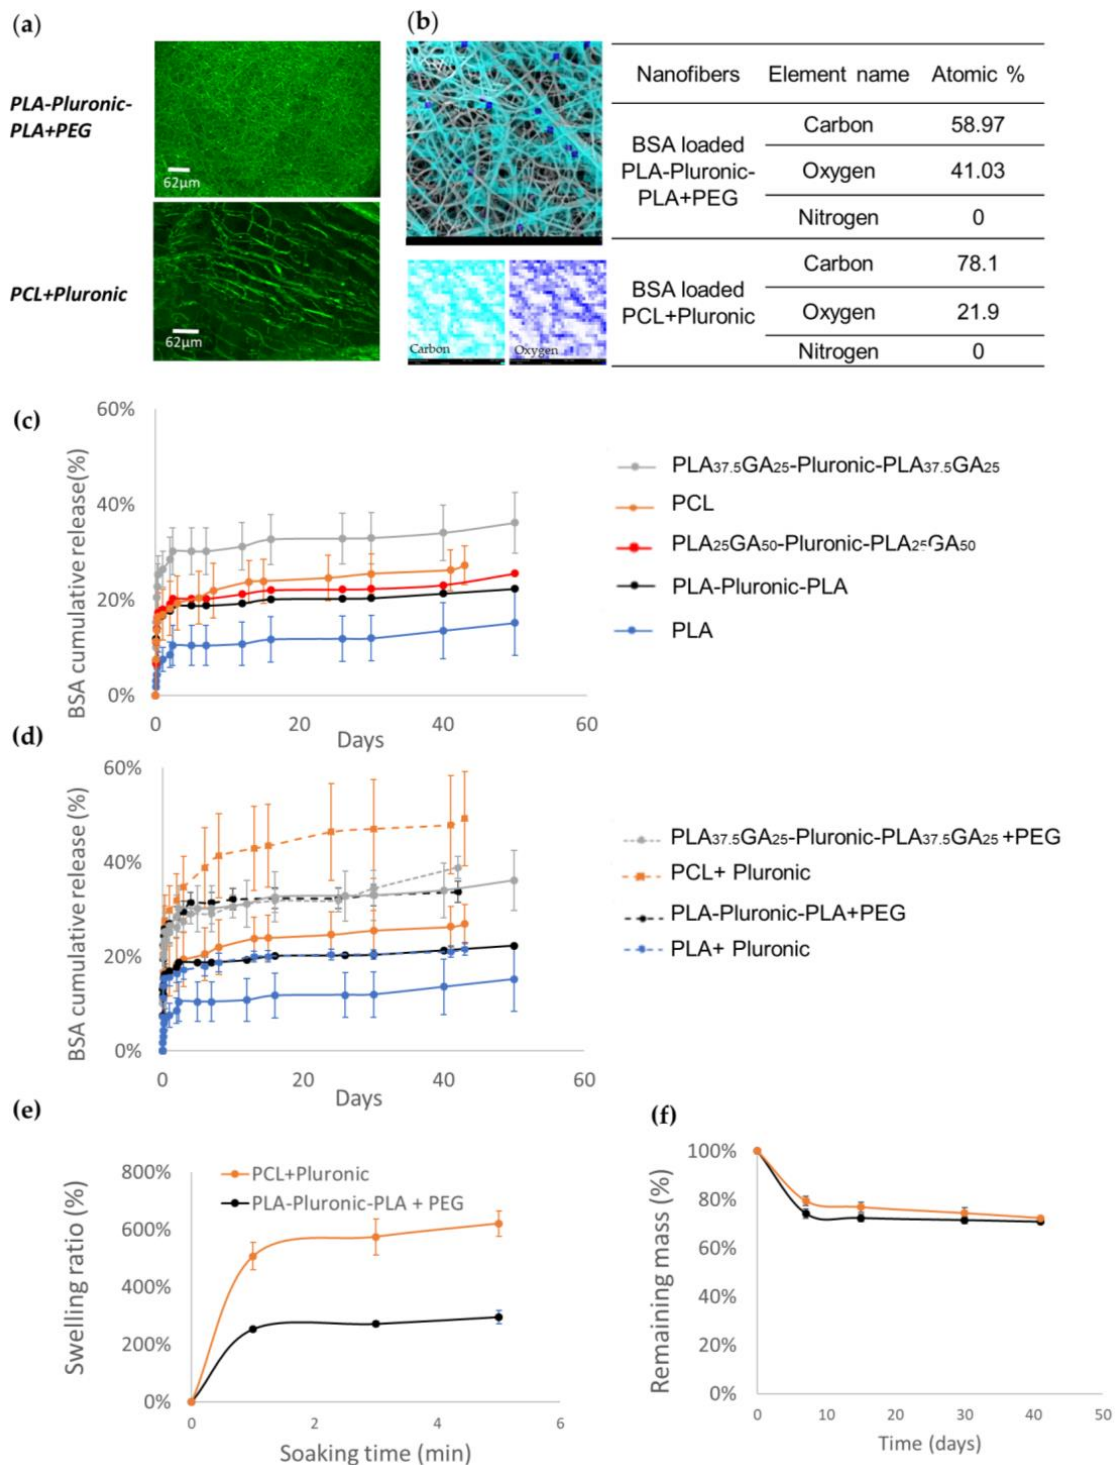 (a)
PLA-Pluronic-
PLA+PEG
62µm
PCL+Pluronic
62µm
(b)
Carbon
Oxygen
Nanofibers Element name Atomic %
BSA loaded
PLA-Pluronic-
PLA+PEG
Carbon 58.97
Oxygen 41.03
Nitrogen 0
BSA loaded
PCL+Pluronic
Carbon 78.1
Oxygen 21.9
Nitrogen 0
(c)
BSA cumulative release(%)
60%
40%
20%
0%
0 20 40 60
Days
PLA37.5GA25-Pluronic-PLA37.5GA25
PCL
PLA25GA50-Pluronic-PLA25GA50
PLA-Pluronic-PLA
PLA
(d)
BSA cumulative release (%)
60%
40%
20%
0%
0 20 40 60
Days
PLA37.5GA25-Pluronic-PLA37.5GA25 +PEG
PCL+ Pluronic
PLA-Pluronic-PLA+PEG
PLA+ Pluronic
(e)
Swelling ratio (%)
800%
600%
400%
200%
0%
0 2 4 6
Soaking time (min)
PCL+Pluronic
PLA-Pluronic-PLA + PEG
(f)
Remaining mass (%)
100%
80%
60%
40%
20%
0%
0 10 20 30 40 50
Time (days)